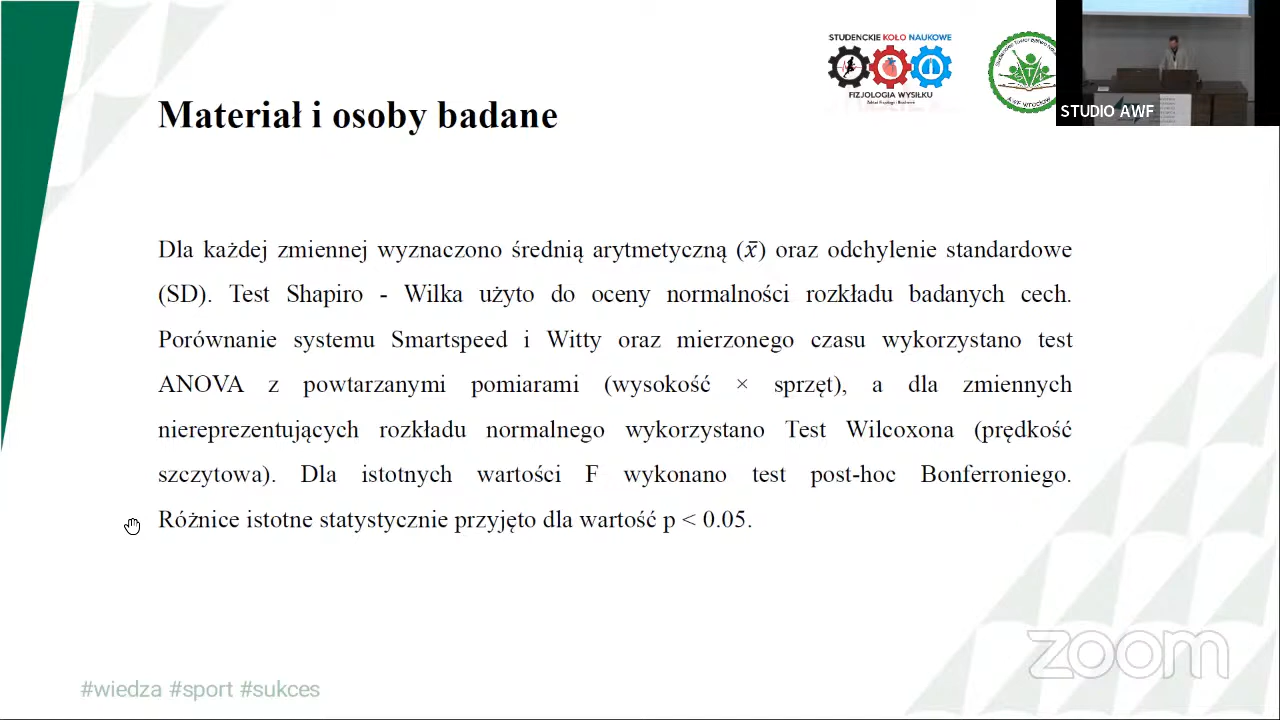 STUDENCKIE KOŁO NAUKOWE
FIZJOLOGIA WYSIŁKU
STUDIO AWF
Materiał i osoby badane
Dla każdej zmiennej wyznaczono średnią arytmetyczną (x̄) oraz odchylenie standardowe
(SD). Test Shapiro - Wilka użyto do oceny normalności rozkładu badanych cech.
Porównanie systemu Smartspeed i Witty oraz mierzonego czasu wykorzystano test
ANOVA z powtarzanymi pomiarami (wysokość × sprzęt), a dla zmiennych
niereprezentujących rozkładu normalnego wykorzystano Test Wilcoxona (prędkość
szczytowa). Dla istotnych wartości F wykonano test post-hoc Bonferroniego.
Różnice istotne statystycznie przyjęto dla wartość p < 0.05.
zoom
#wiedza #sport #sukces